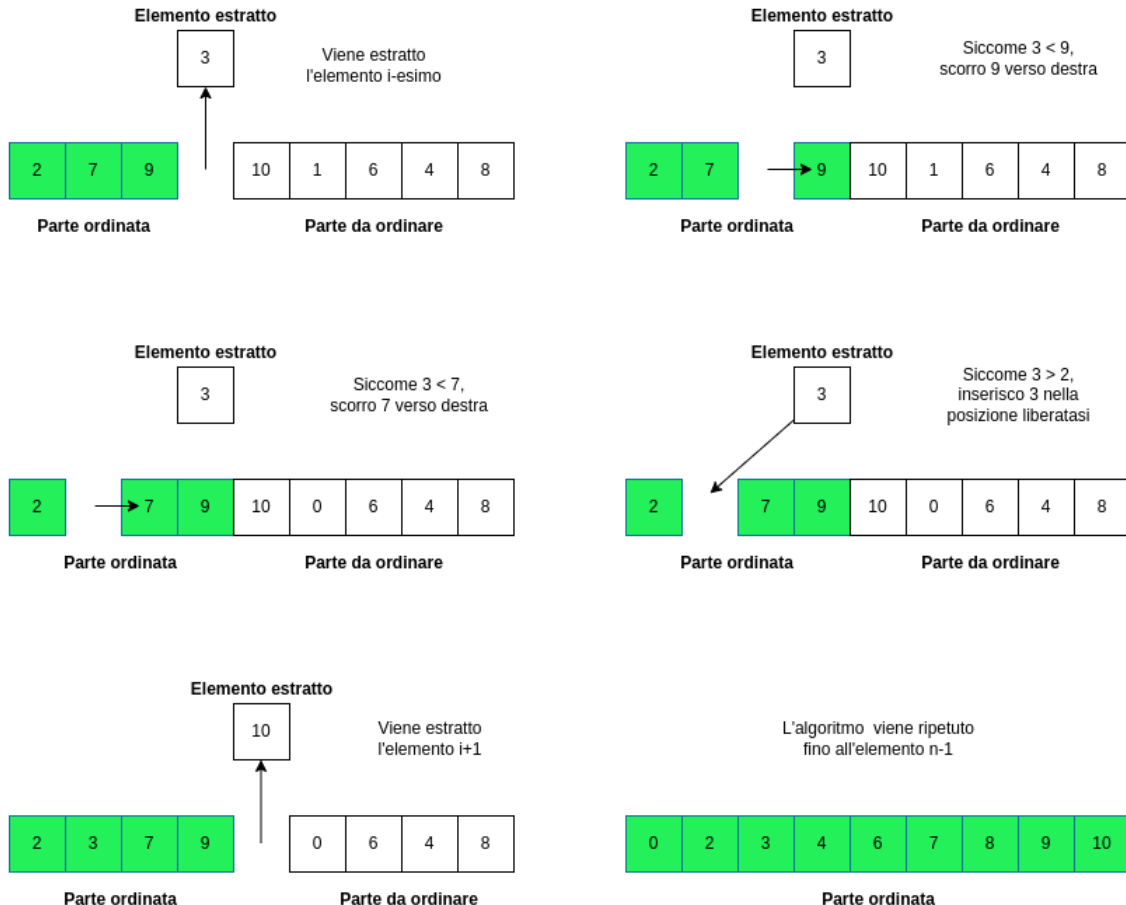 Elemento estratto
3
Viene estratto
l'elemento i-esimo
2 7 9 10 1 6 4 8
Parte ordinata Parte da ordinare
Elemento estratto
3
Siccome 3 < 9,
scorro 9 verso destra
2 7 9 10 1 6 4 8
Parte ordinata Parte da ordinare
Elemento estratto
3
Siccome 3 < 7,
scorro 7 verso destra
2 7 9 10 0 6 4 8
Parte ordinata Parte da ordinare
Elemento estratto
3
Siccome 3 > 2,
inserisco 3 nella
posizione liberatasi
2 7 9 10 0 6 4 8
Parte ordinata Parte da ordinare
Elemento estratto
10
Viene estratto
l'elemento i+1
2 3 7 9 0 6 4 8
Parte ordinata Parte da ordinare
L'algoritmo viene ripetuto
fino all'elemento n-1
0 2 3 4 6 7 8 9 10
Parte ordinata